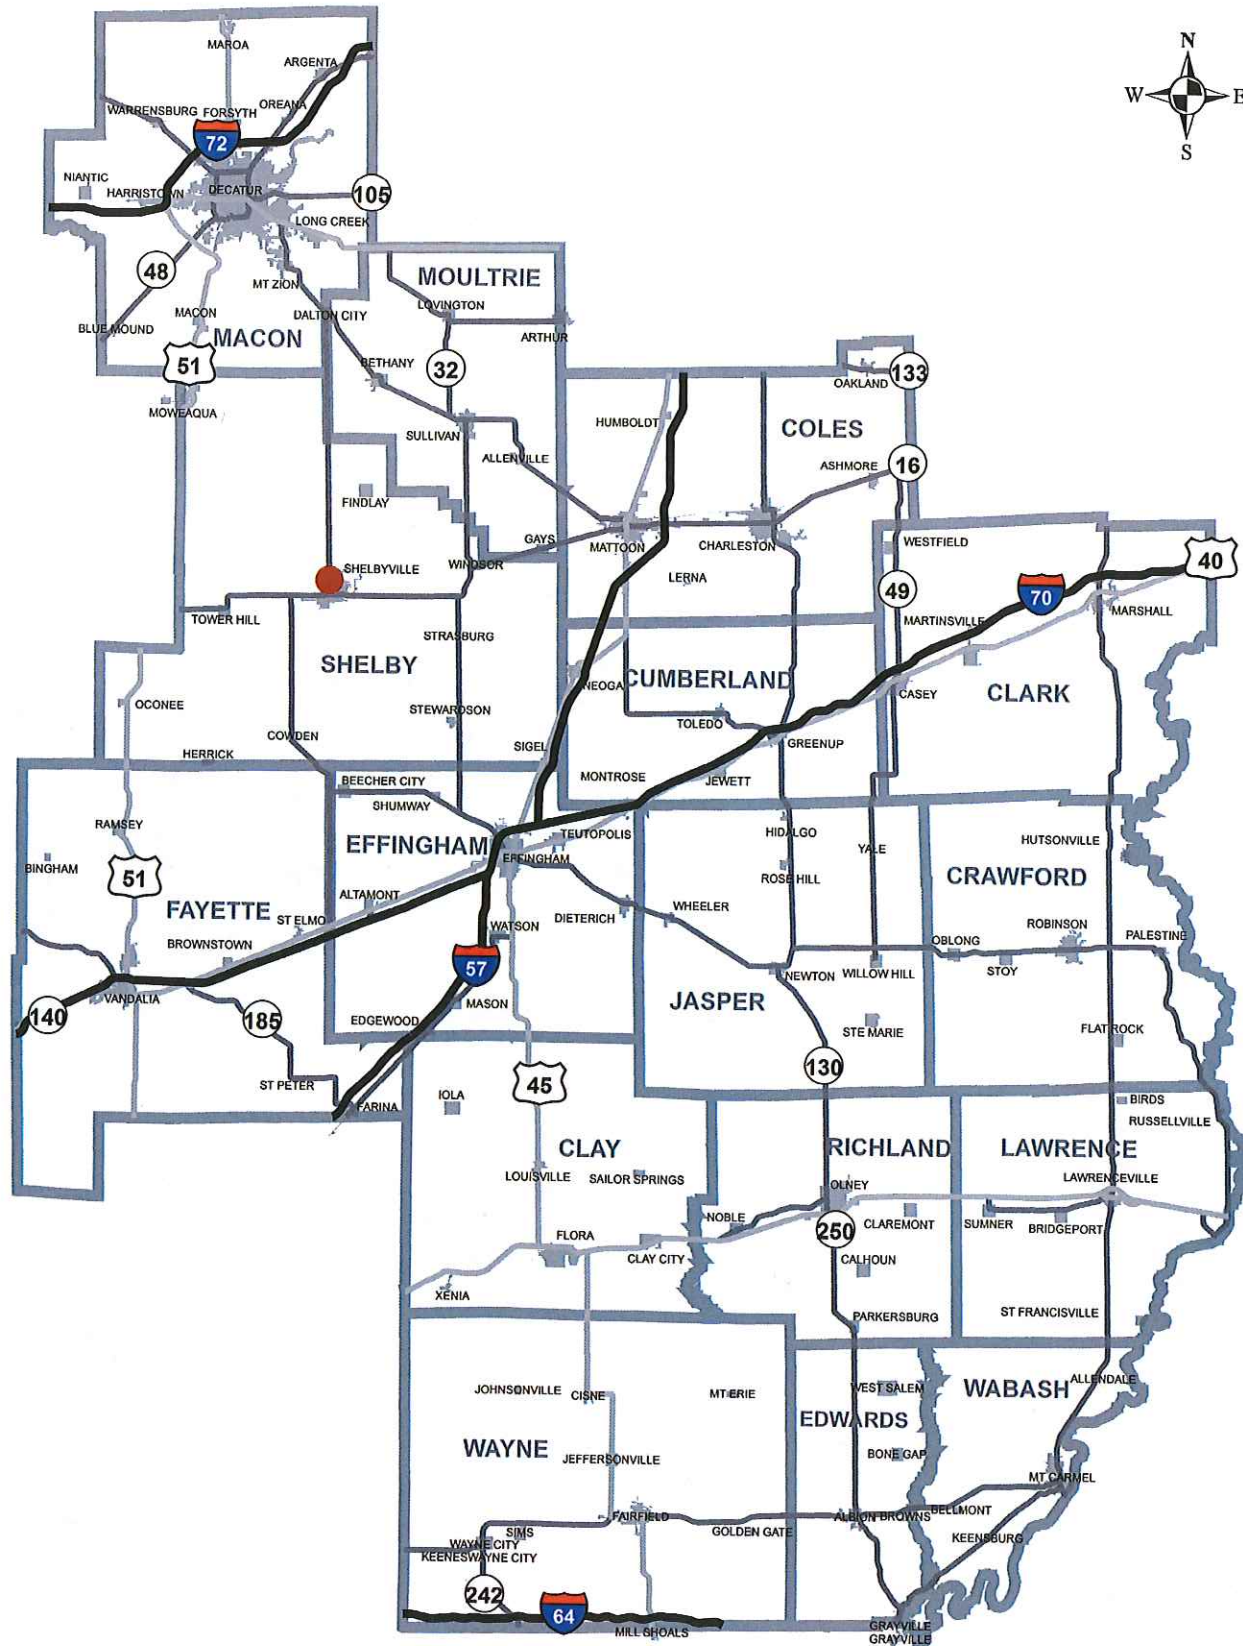 N
W E
S
MAROA
ARGENTA
WARRENSBURG
FORSYTH
OREANA
72
NIANTIC
HARRISTOWN
DECATUR
105
LONG CREEK
48
MT ZION
MOULTRIE
LOVINGTON
MACON
DALTON CITY
BLUE MOUND
MACON
ARTHUR
51
BETHANY
32
OAKLAND
133
MOWEAQUA
HUMBOLDT
COLES
SULLIVAN
ALLENVILLE
ASHMORE
16
FINDLAY
GAYS
MATTOON
CHARLESTON
WESTFIELD
40
SHELBYVILLE
WINDSOR
LERNA
49
70
MARSHALL
TOWER HILL
STRASBURG
MARTINSVILLE
SHELBY
NEOGA
CUMBERLAND
CASEY
CLARK
OCONEE
STEWARDSON
TOLEDO
COWDEN
GREENUP
HERRICK
SIGEL
BEECHER CITY
MONTROSE
JEWETT
SHUMWAY
RAMSEY
TEUTOPOLIS
HIDALGO
HUTSONVILLE
EFFINGHAM
EFFINGHAM
YALE
BINGHAM
51
ROSE HILL
CRAWFORD
ALTAMONT
FAYETTE
ST ELMO
DIETERICH
WHEELER
ROBINSON
WATSON
BROWNSTOWN
OBLONG
PALESTINE
STOY
57
NEWTON
WILLOW HILL
VANDALIA
JASPER
MASON
140
185
EDGEWOOD
STE MARIE
FLAT ROCK
130
ST PETER
45
IOLA
FARINA
BIRDS
RUSSELLVILLE
CLAY
RICHLAND
LAWRENCE
LOUISVILLE
SAILOR SPRINGS
OLNEY
LAWRENCEVILLE
NOBLE
CLAREMONT
SUMNER
BRIDGEPORT
250
FLORA
CLAY CITY
CALHOUN
XENIA
PARKERSBURG
ST FRANCISVILLE
ALLENDALE
JOHNSONVILLE
CISNE
MT ERIE
WEST SALEM
WABASH
EDWARDS
WAYNE
JEFFERSONVILLE
BONE GAP
MT CARMEL
FAIRFIELD
BELLMONT
ALBION
BROWNS
SIMS
GOLDEN GATE
KEENSBURG
WAYNE CITY
KEENESWAYNE CITY
242
64
GRAYVILLE
MILL SHOALS
GRAYVILLE